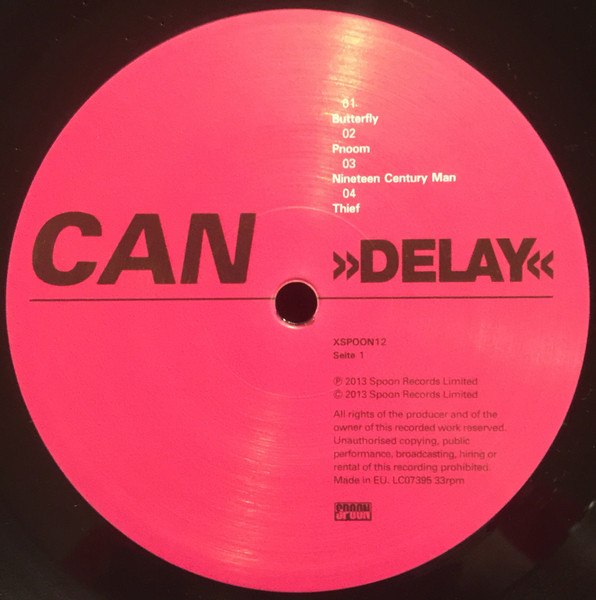 01
Butterfly
02
Pnoom
03
Nineteen Century Man
04
Thief
CAN »DELAY«
XSPOON12
Seite 1
℗ 2013 Spoon Records Limited
© 2013 Spoon Records Limited
All rights of the producer and of the
owner of this recorded work reserved.
Unauthorised copying, public
performance, broadcasting, hiring or
rental of this recording prohibited.
Made in EU. LC07395 33rpm
SPOON